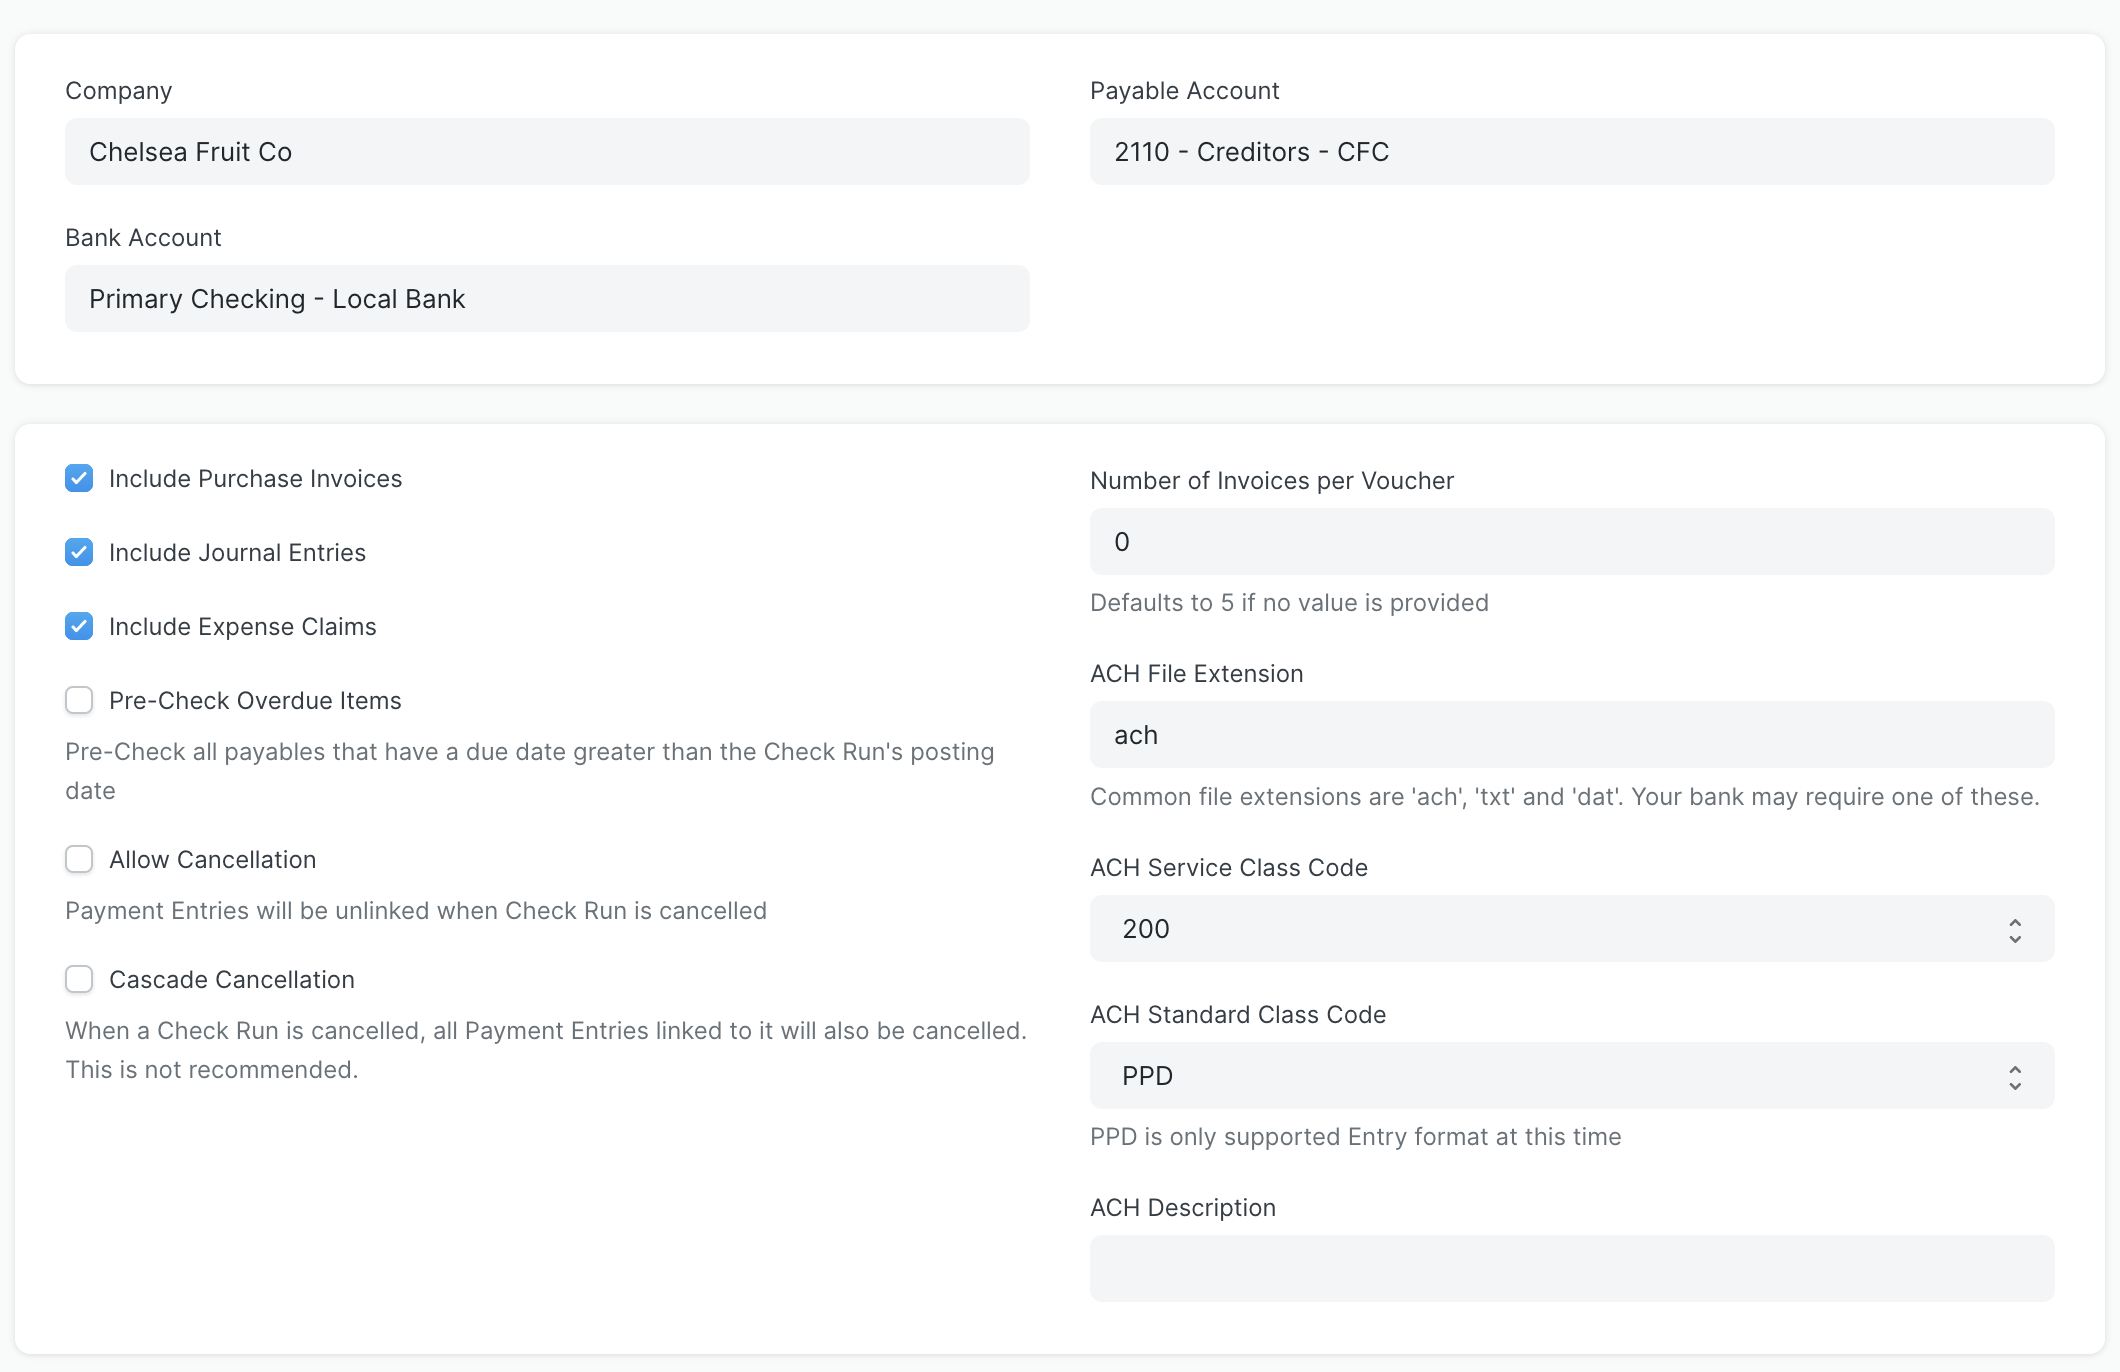 Company
Chelsea Fruit Co
Bank Account
Primary Checking - Local Bank
Payable Account
2110 - Creditors - CFC
Include Purchase Invoices
Include Journal Entries
Include Expense Claims
Pre-Check Overdue Items
Pre-Check all payables that have a due date greater than the Check Run's posting
date
Allow Cancellation
Payment Entries will be unlinked when Check Run is cancelled
Cascade Cancellation
When a Check Run is cancelled, all Payment Entries linked to it will also be cancelled.
This is not recommended.
Number of Invoices per Voucher
0
Defaults to 5 if no value is provided
ACH File Extension
ach
Common file extensions are 'ach', 'txt' and 'dat'. Your bank may require one of these.
ACH Service Class Code
200
ACH Standard Class Code
PPD
PPD is only supported Entry format at this time
ACH Description